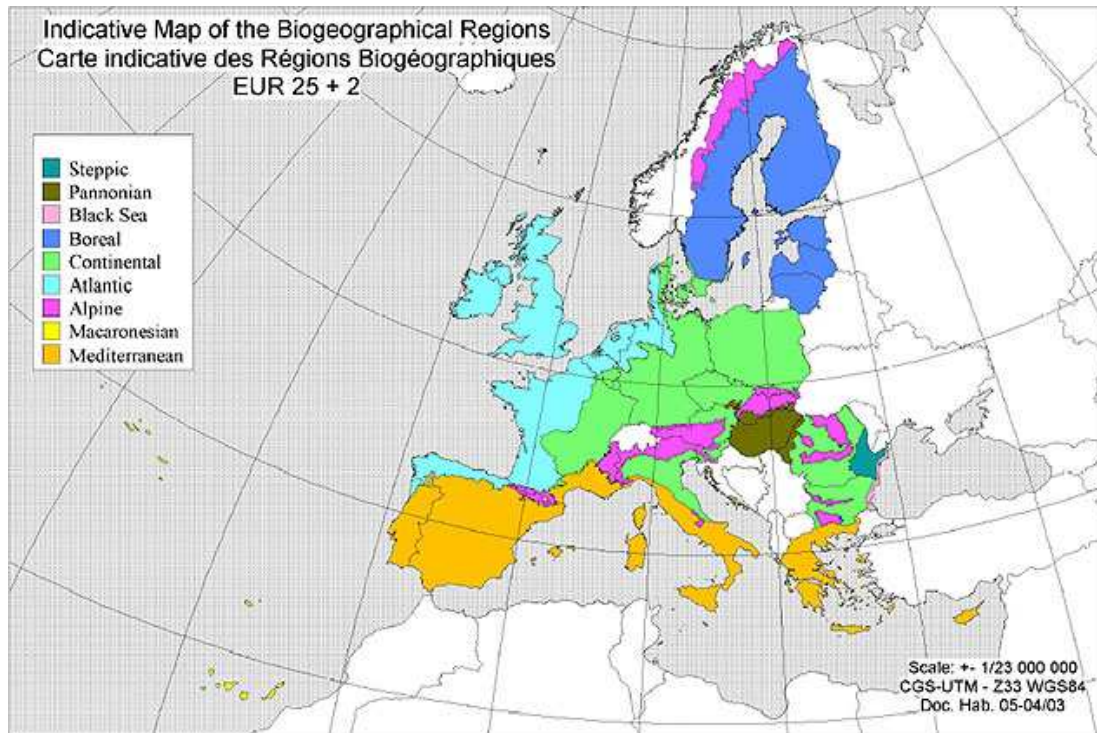 Indicative Map of the Biogeographical Regions
Carte indicative des Régions Biogéographiques
EUR 25 + 2
Steppic
Pannonian
Black Sea
Boreal
Continental
Atlantic
Alpine
Macaronesian
Mediterranean
Scale: +- 1/23 000 000
CGS-UTM - Z33 WGS84
Doc. Hab. 05-04/03